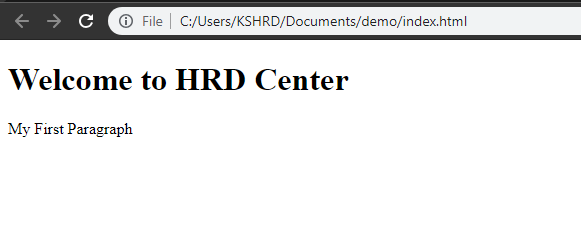 File C:/Users/KSHRD/Documents/demo/index.html
Welcome to HRD Center
My First Paragraph